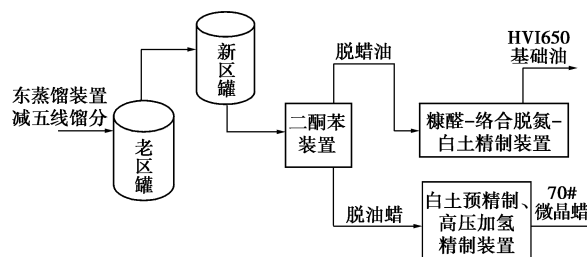 东蒸馏装置
减五线馏分
老区罐
新区罐
二酮苯
装置
脱蜡油
脱油蜡
糠醛-络合脱氮-
白土精制装置
HVI650
基础油
白土预精制、
高压加氢
精制装置
70#
微晶蜡